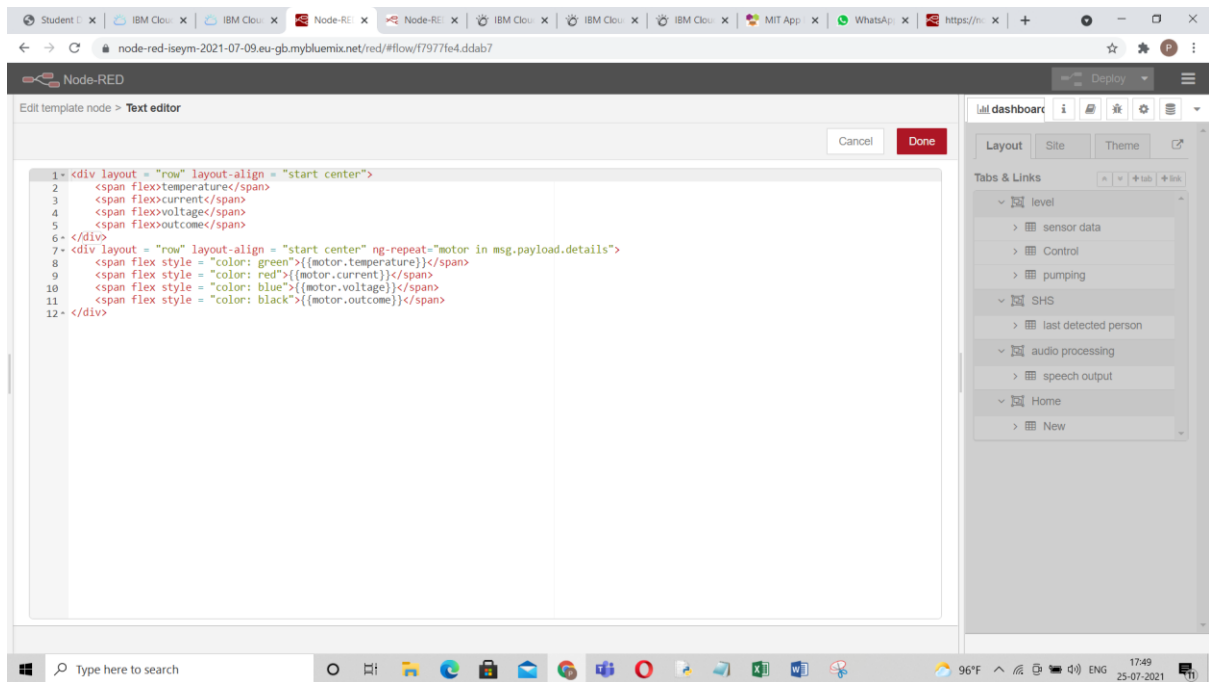 Student D
IBM Clou
IBM Clou
Node-RE
Node-RE
IBM Clou
IBM Clou
IBM Clou
MIT App
WhatsAp
https://no
node-red-iseym-2021-07-09.eu-gb.mybluemix.net/red/#flow/f7977fe4.ddab7
P
Node-RED
Deploy
Edit template node > Text editor
Cancel
Done
1 <div layout = "row" layout-align = "start center">
2 <span flex>temperature</span>
3 <span flex>current</span>
4 <span flex>voltage</span>
5 <span flex>outcome</span>
6 </div>
7 <div layout = "row" layout-align = "start center" ng-repeat="motor in msg.payload.details">
8 <span flex style = "color: green">{{motor.temperature}}</span>
9 <span flex style = "color: red">{{motor.current}}</span>
10 <span flex style = "color: blue">{{motor.voltage}}</span>
11 <span flex style = "color: black">{{motor.outcome}}</span>
12 </div>
dashboard
i
Layout
Site
Theme
Tabs & Links
+tab
+link
level
sensor data
Control
pumping
SHS
last detected person
audio processing
speech output
Home
New
Type here to search
96°F
ENG
17:49
25-07-2021